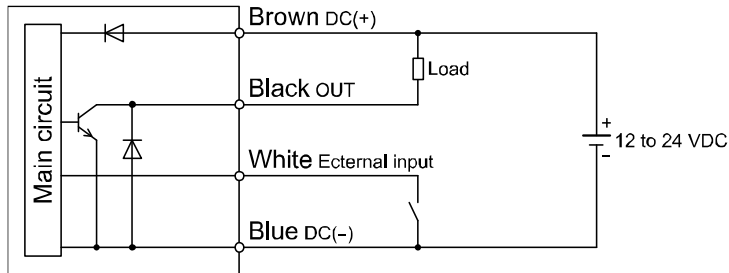 Brown DC(+)
Load
Black OUT
Main circuit
White Ecternal input
+
12 to 24 VDC
−
Blue DC(−)